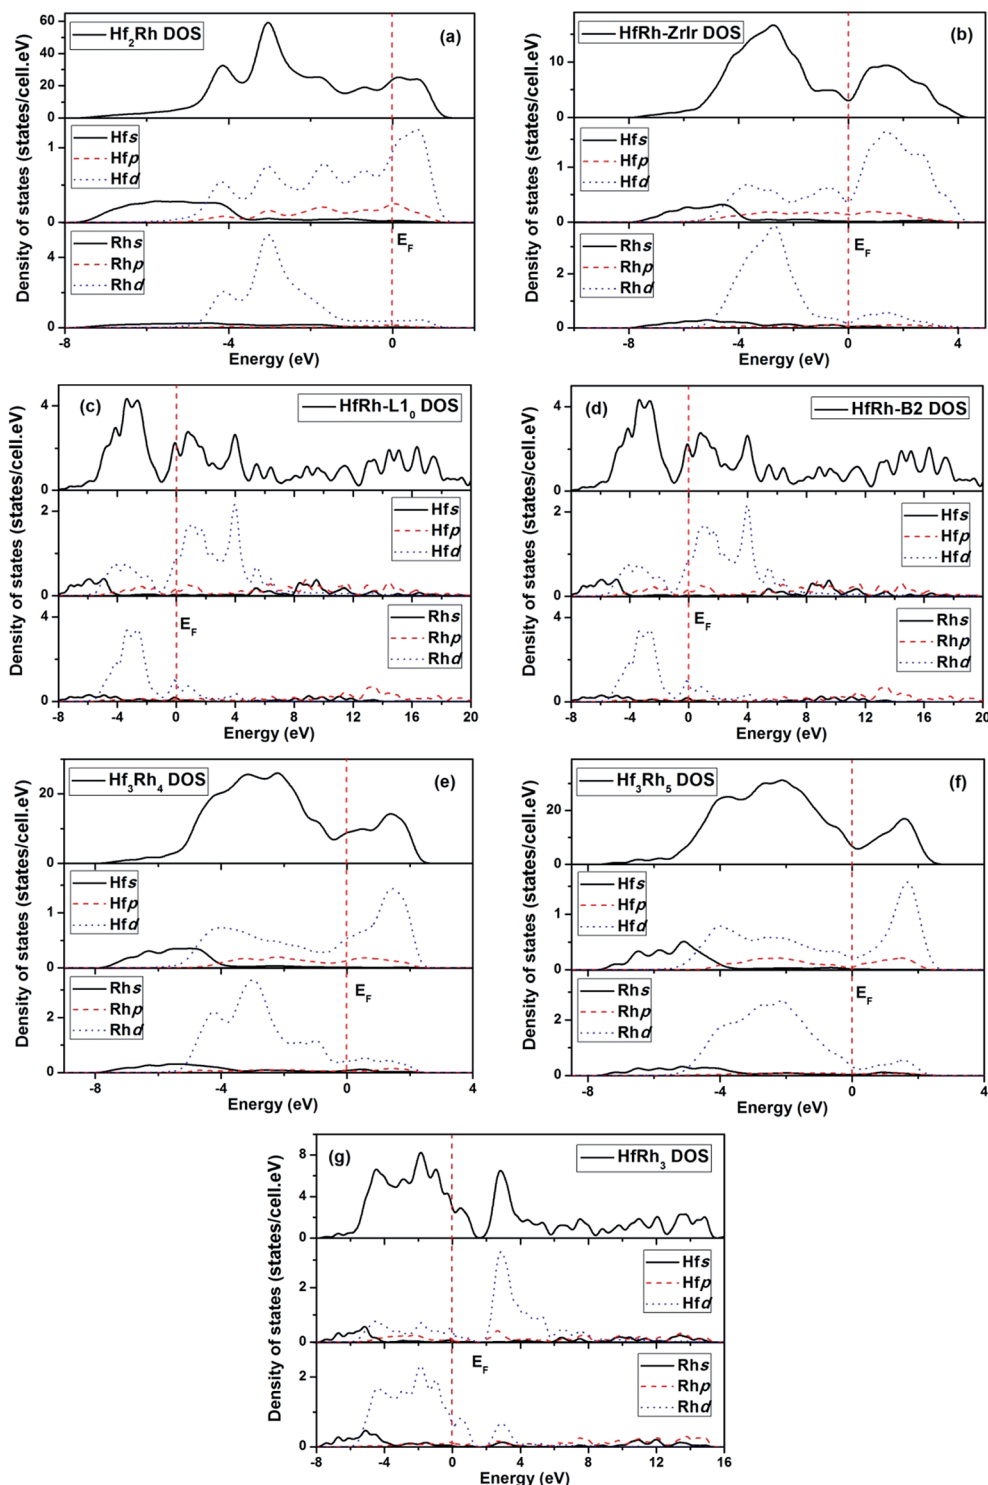 Density of states (states/cell.eV)
Hf2Rh DOS
(a)
60
40
20
0
Hfs
Hfp
Hfd
1
0
Rhs
Rhp
Rhd
4
2
0
EF
-8 -4 0
Energy (eV)
Density of states (states/cell.eV)
HfRh-ZrIr DOS
(b)
10
5
0
Hfs
Hfp
Hfd
1
0
Rhs
Rhp
Rhd
2
0
EF
-8 -4 0 4
Energy (eV)
Density of states (states/cell.eV)
(c)
HfRh-L10 DOS
4
2
0
Hfs
Hfp
Hfd
2
0
Rhs
Rhp
Rhd
4
0
EF
-8 -4 0 4 8 12 16 20
Energy (eV)
Density of states (states/cell.eV)
(d)
HfRh-B2 DOS
4
2
0
Hfs
Hfp
Hfd
2
0
Rhs
Rhp
Rhd
4
0
EF
-8 -4 0 4 8 12 16 20
Energy (eV)
Density of states (states/cell.eV)
Hf3Rh4 DOS
(e)
20
0
Hfs
Hfp
Hfd
1
0
Rhs
Rhp
Rhd
2
0
EF
-8 -4 0 4
Energy (eV)
Density of states (states/cell.eV)
Hf3Rh5 DOS
(f)
20
0
Hfs
Hfp
Hfd
1
0
Rhs
Rhp
Rhd
2
0
EF
-8 -4 0 4
Energy (eV)
Density of states (states/cell.eV)
(g)
HfRh3 DOS
8
4
0
Hfs
Hfp
Hfd
2
0
Rhs
Rhp
Rhd
2
0
EF
-8 -4 0 4 8 12 16
Energy (eV)